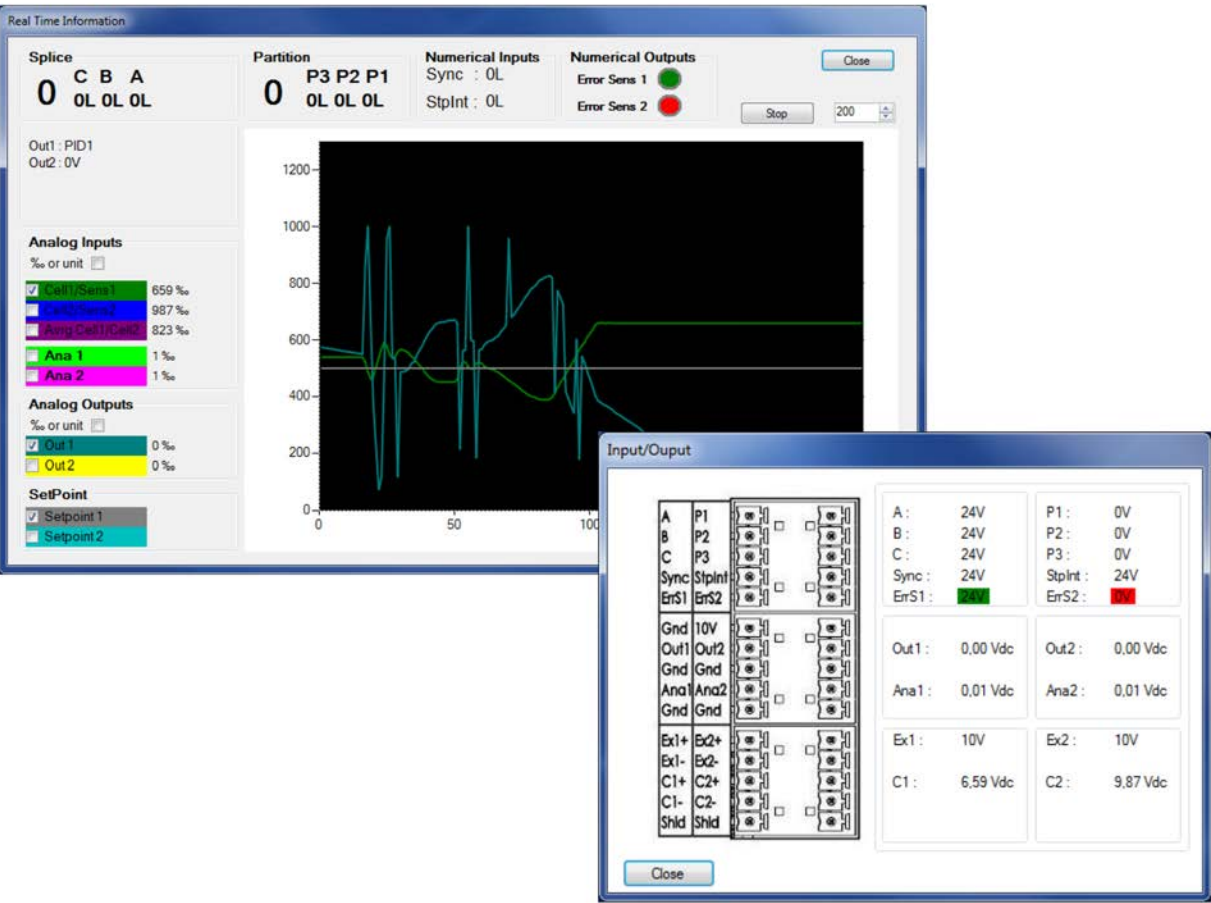 Real Time Information
Splice
0
C B A
0L 0L 0L
Partition
0
P3 P2 P1
0L 0L 0L
Numerical Inputs
Sync : 0L
StpInt : 0L
Numerical Outputs
Error Sens 1
Error Sens 2
Close
Stop
200
Out1 : PID1
Out2 : 0V
Analog Inputs
‰ or unit
Cell1/Sens1 659 ‰
Cell2/Sens2 987 ‰
Avrg Cell1/Cell2 823 ‰
Ana 1 1 ‰
Ana 2 1 ‰
Analog Outputs
‰ or unit
Out 1 0 ‰
Out 2 0 ‰
SetPoint
Setpoint 1
Setpoint 2
1200
1000
800
600
400
200
0
0 50 100
Input/Ouput
A P1
B P2
C P3
Sync StpInt
ErrS1 ErrS2
Gnd 10V
Out1 Out2
Gnd Gnd
Ana1 Ana2
Gnd Gnd
Ex1+ Ex2+
Ex1- Ex2-
C1+ C2+
C1- C2-
Shld Shld
A : 24V P1 : 0V
B : 24V P2 : 0V
C : 24V P3 : 0V
Sync : 24V StpInt : 24V
ErrS1 : 24V ErrS2 : 0V
Out1 : 0,00 Vdc Out2 : 0,00 Vdc
Ana1 : 0,01 Vdc Ana2 : 0,01 Vdc
Ex1 : 10V Ex2 : 10V
C1 : 6,59 Vdc C2 : 9,87 Vdc
Close